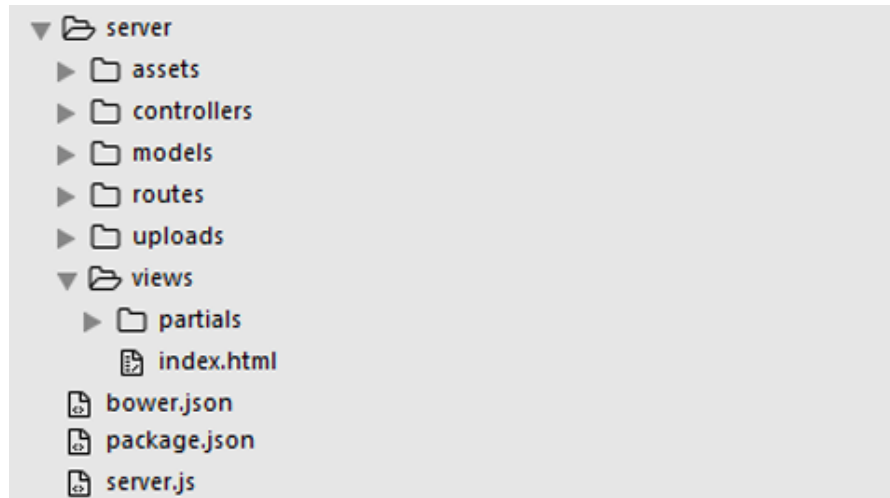 server
assets
controllers
models
routes
uploads
views
partials
index.html
bower.json
package.json
server.js